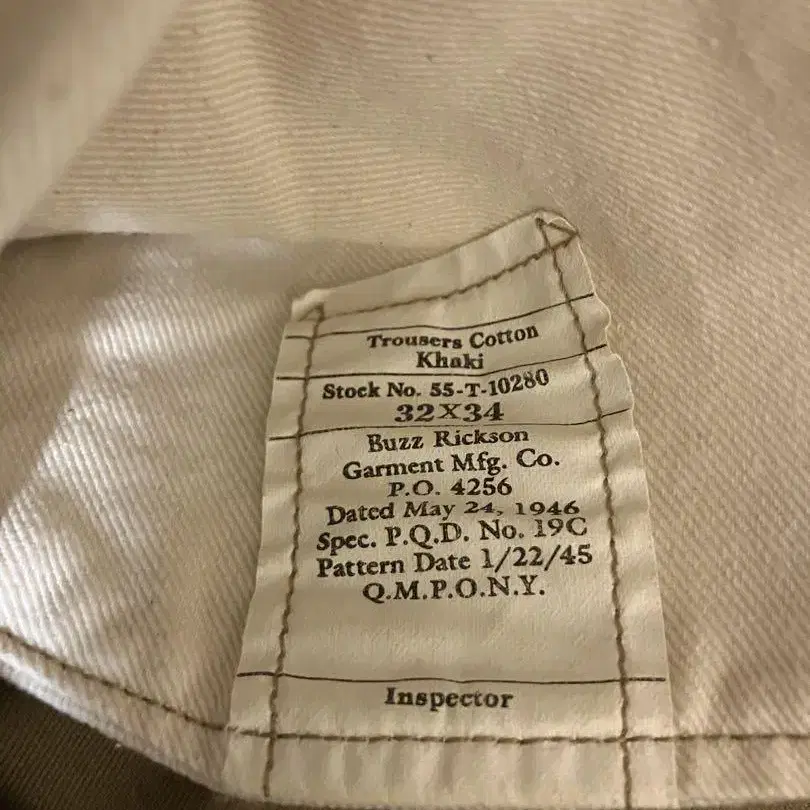 Trousers Cotton
Khaki
Stock No. 55-T-10280
32X34
Buzz Rickson
Garment Mfg. Co.
P.O. 4256
Dated May 24, 1946
Spec. P.Q.D. No. 19C
Pattern Date 1/22/45
Q.M.P.O.N.Y.
Inspector